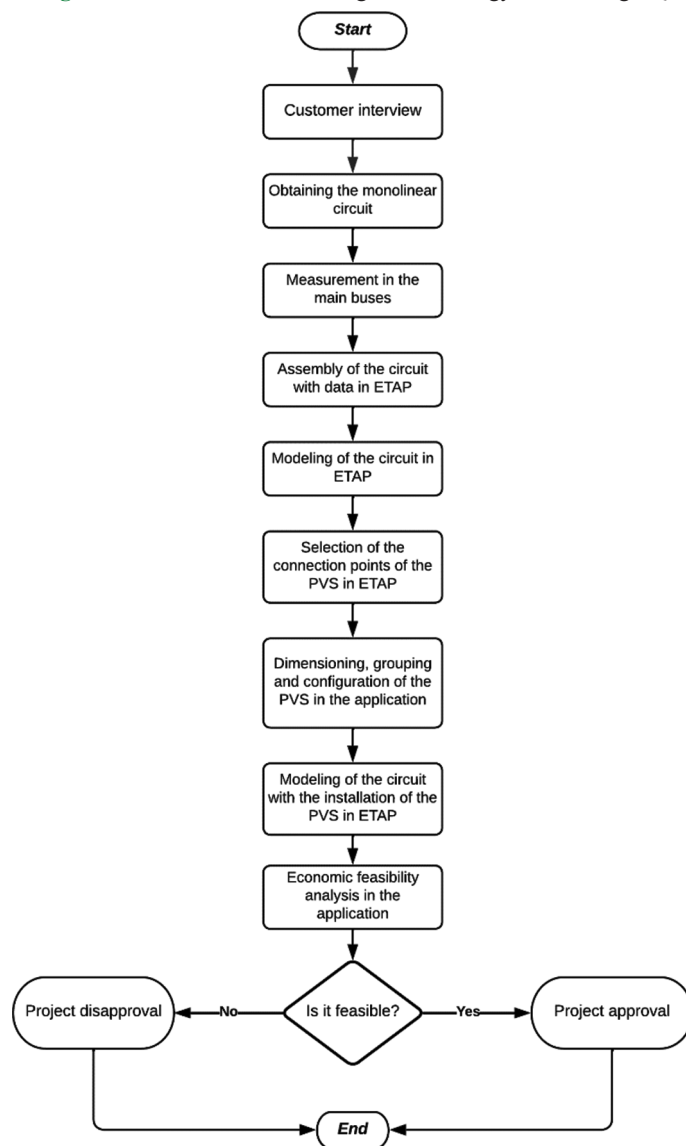 Start
Customer interview
Obtaining the monolinear
circuit
Measurement in the
main buses
Assembly of the circuit
with data in ETAP
Modeling of the circuit in
ETAP
Selection of the
connection points of the
PVS in ETAP
Dimensioning, grouping
and configuration of the
PVS in the application
Modeling of the circuit
with the installation of the
PVS in ETAP
Economic feasibility
analysis in the
application
Project disapproval
No
Is it feasible?
Yes
Project approval
End